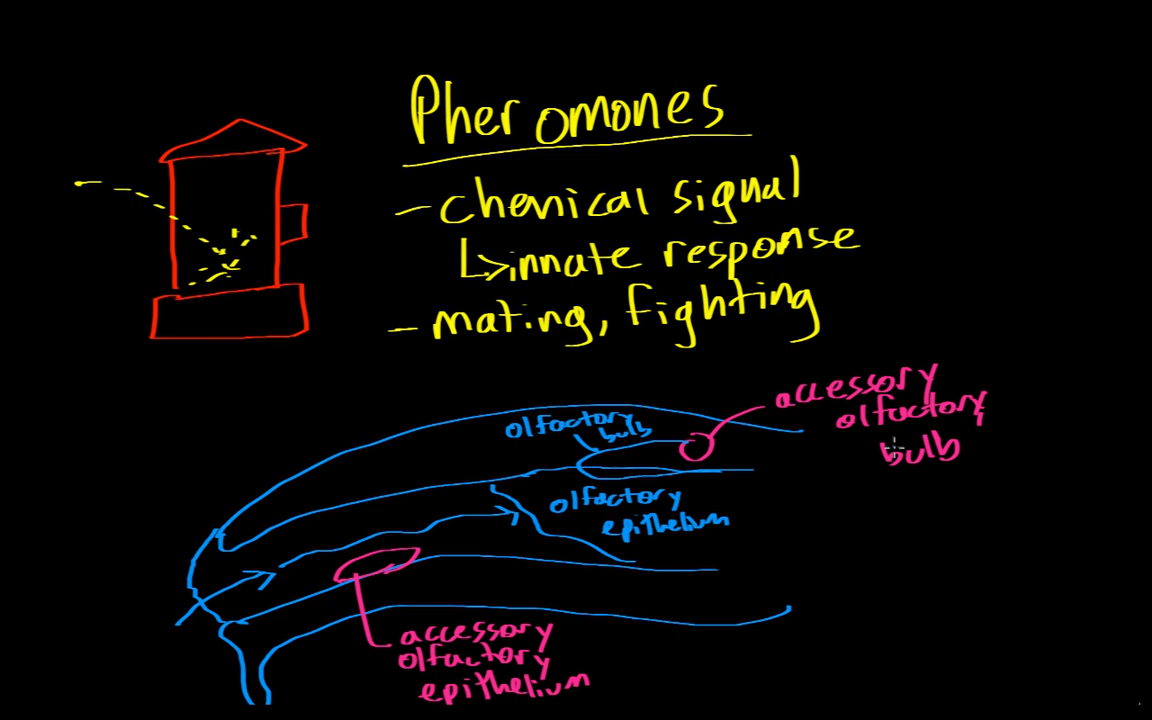 Pheromones
- chemical signal
↳ innate response
- mating, fighting
accessory
olfactory
bulb
olfactory
bulb
olfactory
epithelium
accessory
olfactory
epithelium